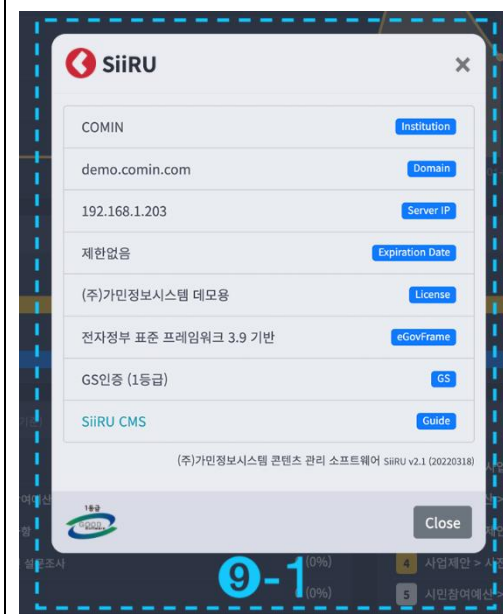 SiiRU
×
COMIN Institution
demo.comin.com Domain
192.168.1.203 Server IP
제한없음 Expiration Date
(주)가민정보시스템 데모용 License
전자정부 표준 프레임워크 3.9 기반 eGovFrame
GS인증 (1등급) GS
SiiRU CMS Guide
(주)가민정보시스템 콘텐츠 관리 소프트웨어 SiiRU v2.1 (20220318)
1등급
GOOD
Software
Close
설문조사 (0%) 4 사업제안 >
9-1
(0%) 5 시민참여예산